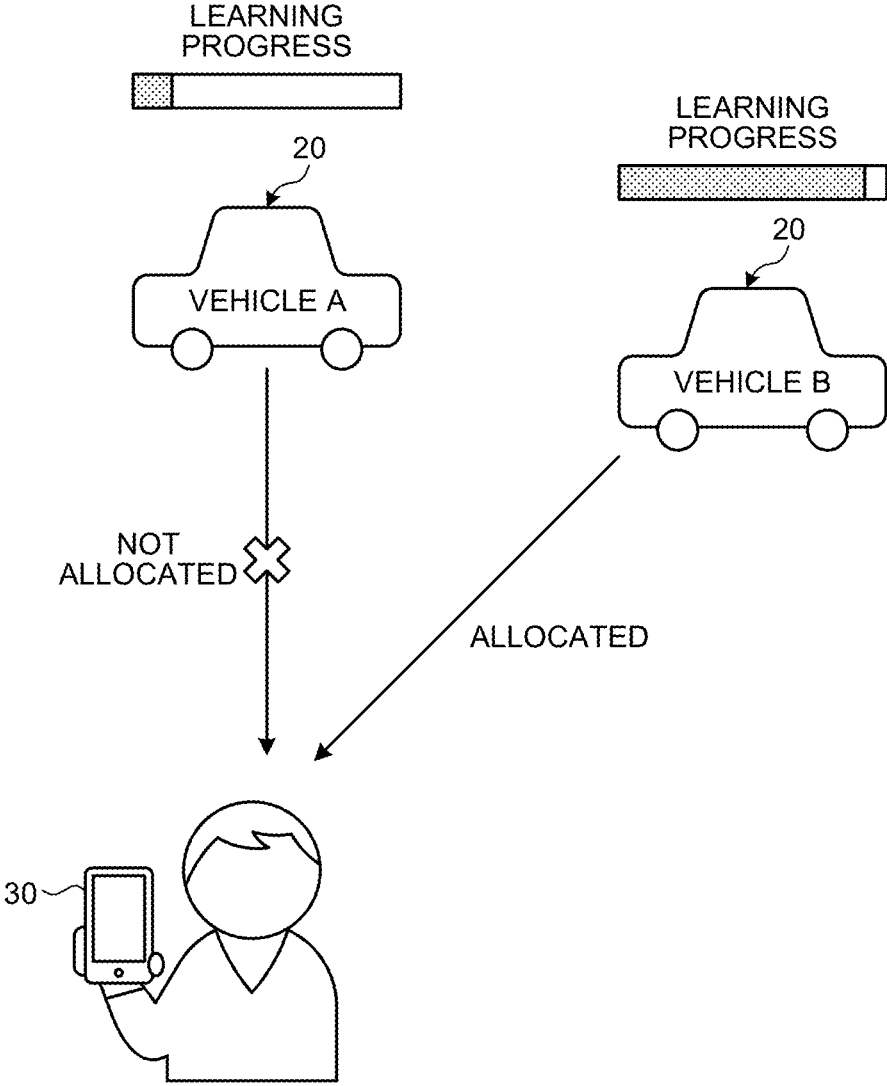 LEARNING
PROGRESS
20
VEHICLE A
LEARNING
PROGRESS
20
VEHICLE B
NOT
ALLOCATED
ALLOCATED
30